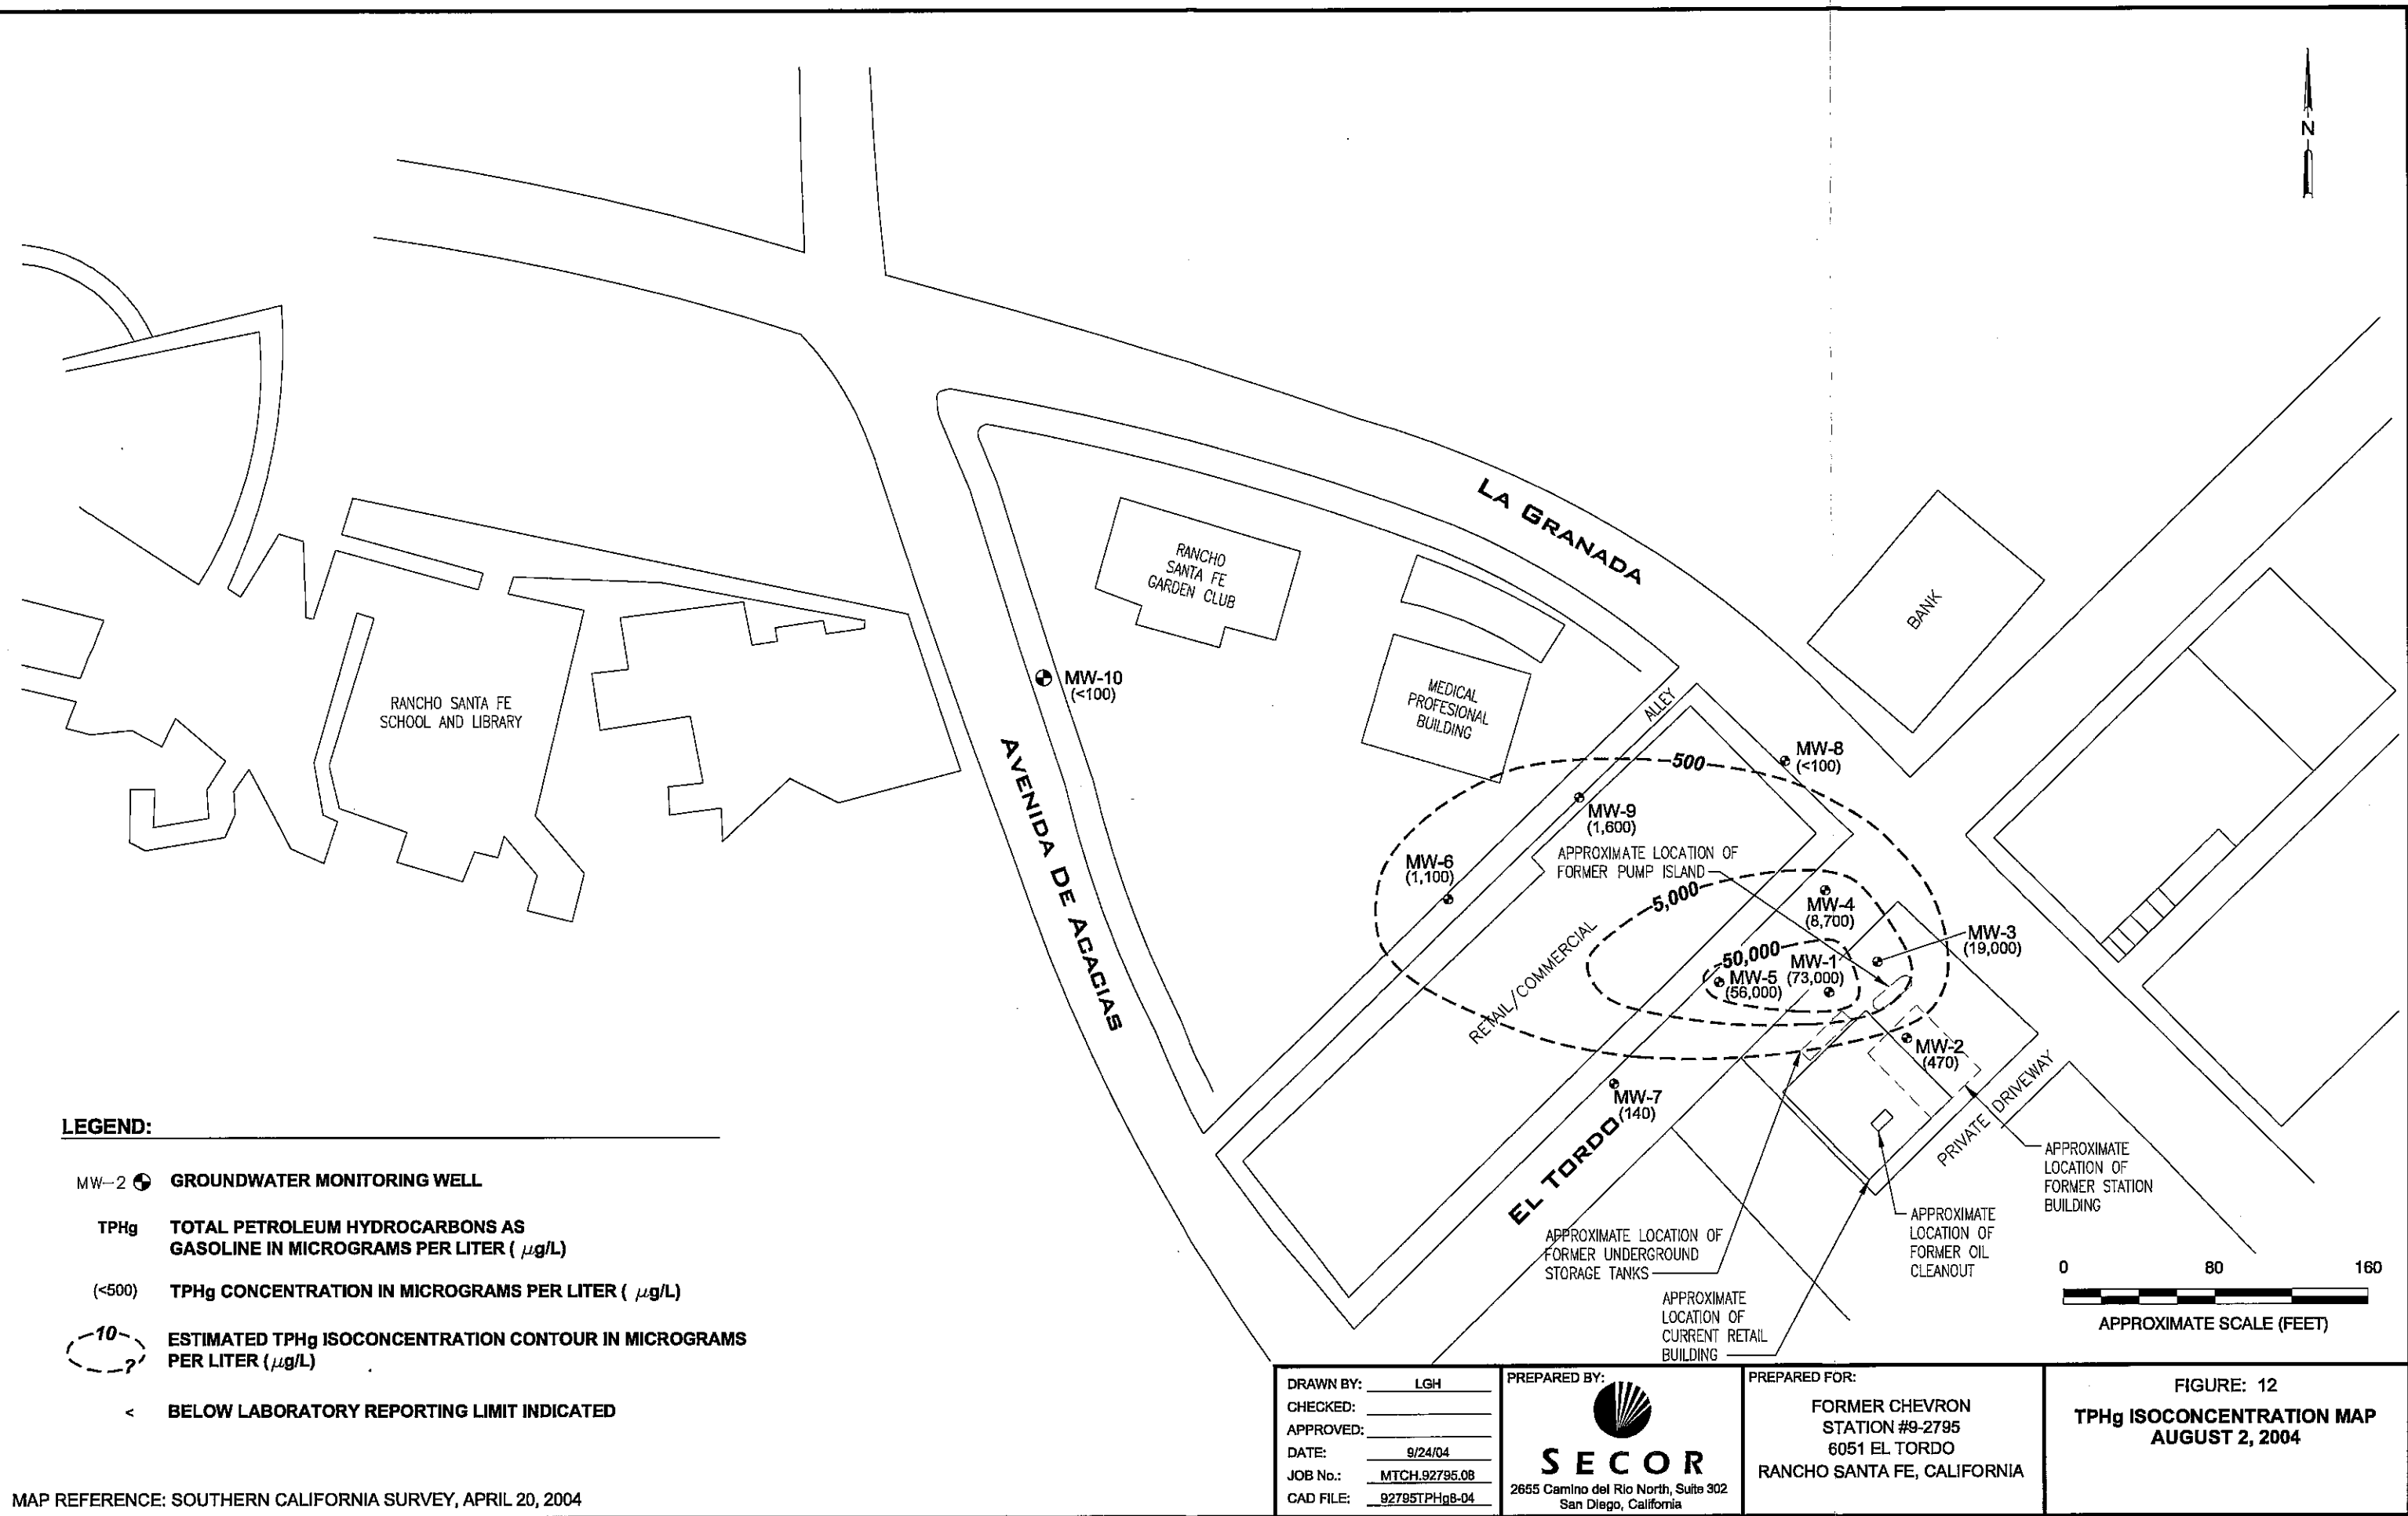 N
LA GRANADA
RANCHO
SANTA FE
GARDEN CLUB
BANK
MW-10
(<100)
MEDICAL
PROFESIONAL
BUILDING
ALLEY
RANCHO SANTA FE
SCHOOL AND LIBRARY
AVENIDA DE ACACIAS
500
MW-8
(<100)
MW-9
(1,600)
MW-6
(1,100)
APPROXIMATE LOCATION OF
FORMER PUMP ISLAND
5,000
MW-4
(8,700)
MW-3
(19,000)
50,000
MW-1
(73,000)
MW-5
(56,000)
RETAIL/COMMERCIAL
MW-2
(470)
MW-7
(140)
EL TORDO
PRIVATE DRIVEWAY
APPROXIMATE
LOCATION OF
FORMER STATION
BUILDING
APPROXIMATE
LOCATION OF
FORMER OIL
CLEANOUT
APPROXIMATE LOCATION OF
FORMER UNDERGROUND
STORAGE TANKS
APPROXIMATE
LOCATION OF
CURRENT RETAIL
BUILDING
0 80 160
APPROXIMATE SCALE (FEET)
LEGEND:
MW-2 GROUNDWATER MONITORING WELL
TPHg TOTAL PETROLEUM HYDROCARBONS AS
GASOLINE IN MICROGRAMS PER LITER ( µg/L)
(<500) TPHg CONCENTRATION IN MICROGRAMS PER LITER ( µg/L)
10 ESTIMATED TPHg ISOCONCENTRATION CONTOUR IN MICROGRAMS
? PER LITER (µg/L)
< BELOW LABORATORY REPORTING LIMIT INDICATED
MAP REFERENCE: SOUTHERN CALIFORNIA SURVEY, APRIL 20, 2004
DRAWN BY: LGH
CHECKED:
APPROVED:
DATE: 9/24/04
JOB No.: MTCH.92795.08
CAD FILE: 92795TPHg8-04
PREPARED BY:
SECOR
2655 Camino del Rio North, Suite 302
San Diego, California
PREPARED FOR:
FORMER CHEVRON
STATION #9-2795
6051 EL TORDO
RANCHO SANTA FE, CALIFORNIA
FIGURE: 12
TPHg ISOCONCENTRATION MAP
AUGUST 2, 2004